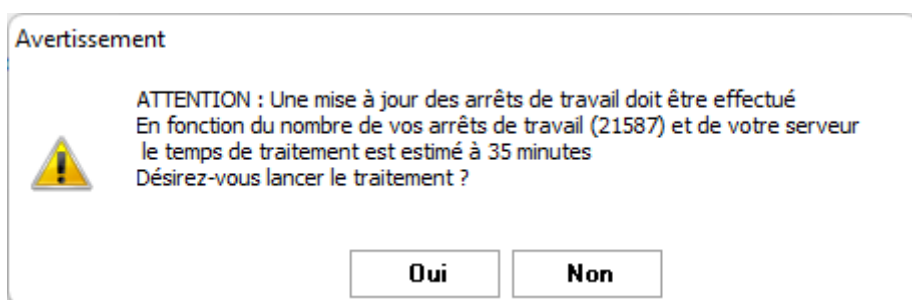 Avertissement
ATTENTION : Une mise à jour des arrêts de travail doit être effectué
En fonction du nombre de vos arrêts de travail (21587) et de votre serveur
le temps de traitement est estimé à 35 minutes
Désirez-vous lancer le traitement ?
Oui Non